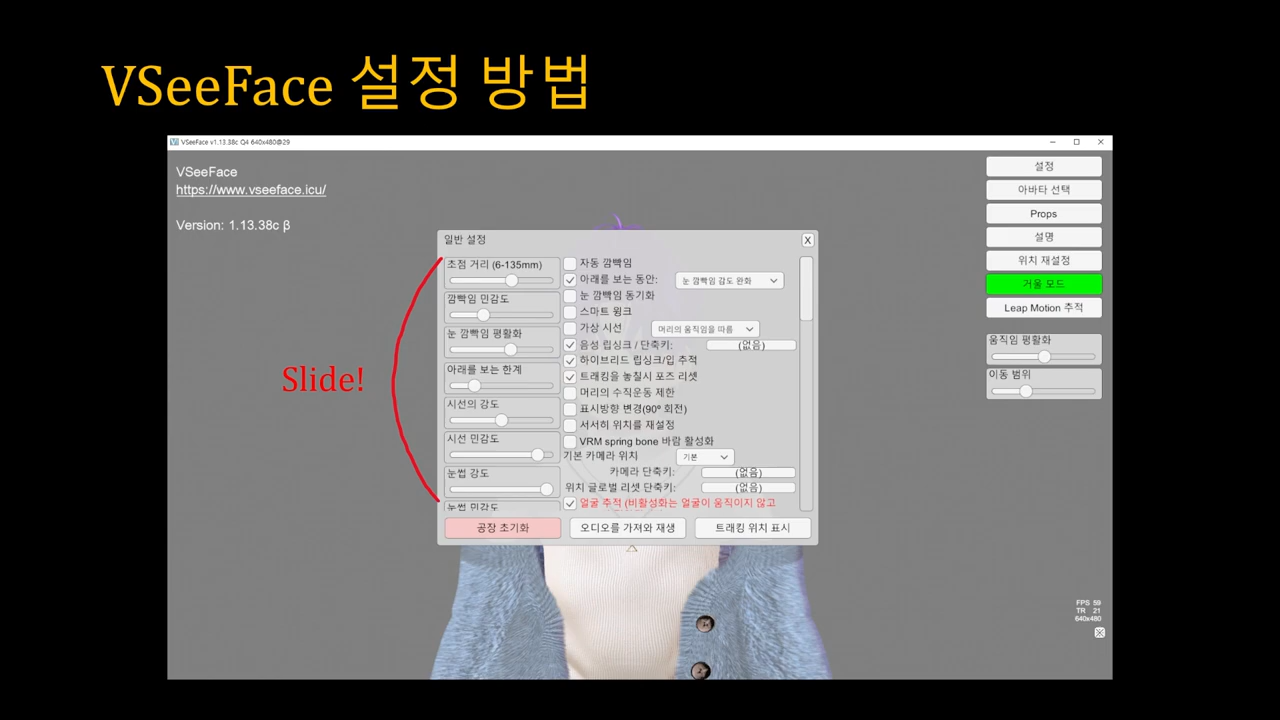 VSeeFace 설정 방법
VSeeFace v1.13.38c Q4 640x480@29
VSeeFace
https://www.vseeface.icu/
Version: 1.13.38c β
설정
아바타 선택
Props
설명
위치 재설정
거울 모드
Leap Motion 추적
움직임 평활화
이동 범위
일반 설정
X
초점 거리 (6-135mm)
깜빡임 민감도
눈 깜빡임 평활화
아래를 보는 한계
시선의 강도
시선 민감도
눈썹 강도
눈썹 민감도
Slide!
자동 깜빡임
아래를 보는 동안: 눈 깜빡임 감도 완화
눈 깜빡임 동기화
스마트 윙크
가상 시선 머리의 움직임을 따름
음성 립싱크 / 단축키: (없음)
하이브리드 립싱크/입 추적
트래킹을 놓칠시 포즈 리셋
머리의 수직운동 제한
표시방향 변경(90º 회전)
서서히 위치를 재설정
VRM spring bone 바람 활성화
기본 카메라 위치 기본
카메라 단축키: (없음)
위치 글로벌 리셋 단축키: (없음)
얼굴 추적 (비활성화는 얼굴이 움직이지 않고
공장 초기화
오디오를 가져와 재생
트래킹 위치 표시
FPS 59
TR 21
640x480